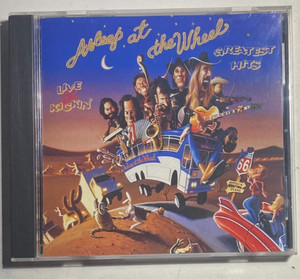 Asleep at
the Wheel
LIVE
& KICKIN'
GREATEST
HITS
66